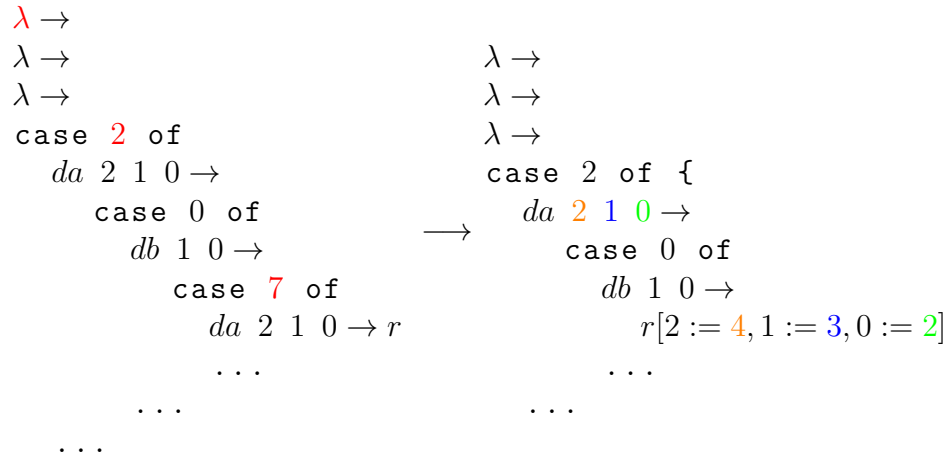 λ →
λ →
λ →
case 2 of
da 2 1 0 →
case 0 of
db 1 0 →
case 7 of
da 2 1 0 → r
. . .
. . .
. . .
⟶
λ →
λ →
λ →
case 2 of {
da 2 1 0 →
case 0 of
db 1 0 →
r[2 := 4, 1 := 3, 0 := 2]
. . .
. . .